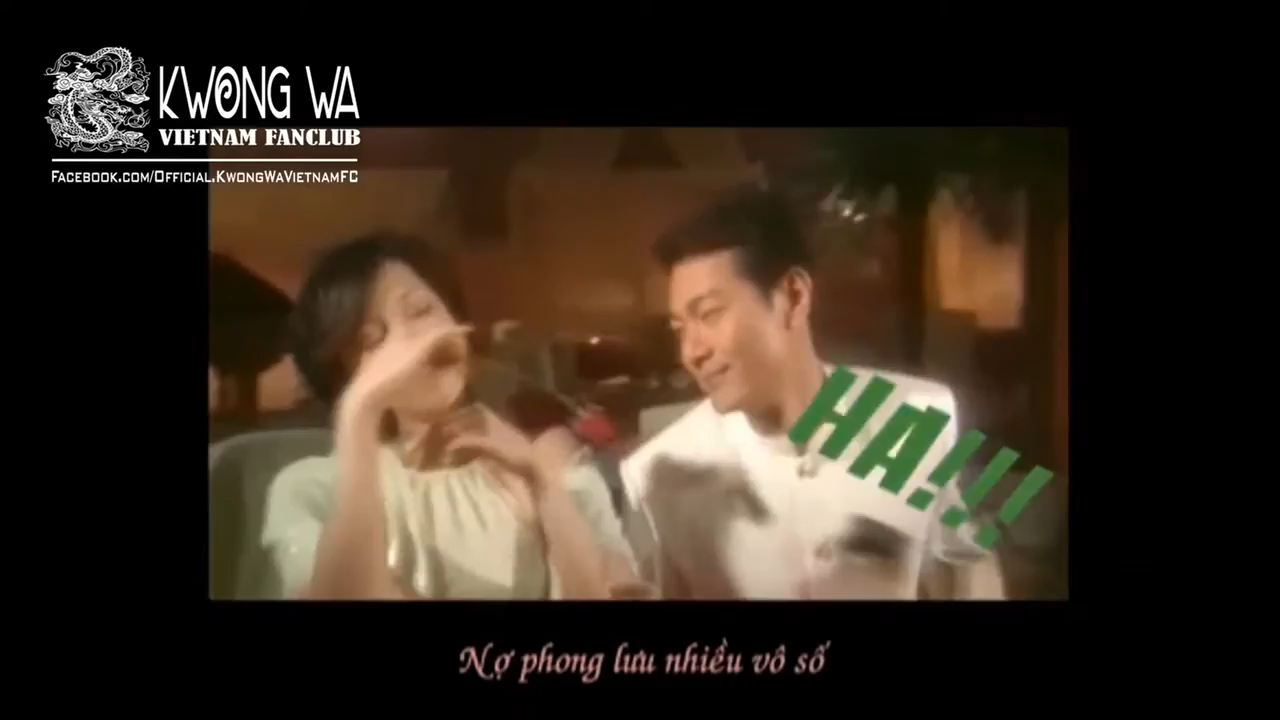 KWONG WA
VIETNAM FANCLUB
FACEBOOK.COM/OFFICIAL.KWONGWAVIETNAMFC
HA!!!
Nợ phong lưu nhiều vô số